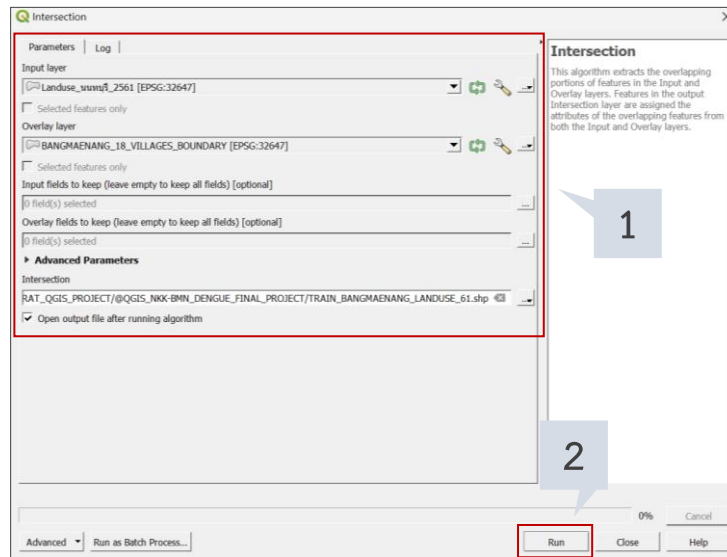 Intersection
Parameters
Log
Input layer
Landuse_นนทบุรี_2561 [EPSG:32647]
Selected features only
Overlay layer
BANGMAENANG_18_VILLAGES_BOUNDARY [EPSG:32647]
Selected features only
Input fields to keep (leave empty to keep all fields) [optional]
0 field(s) selected
...
Overlay fields to keep (leave empty to keep all fields) [optional]
0 field(s) selected
...
Advanced Parameters
Intersection
RAT_QGIS_PROJECT/@QGIS_NKK-BMN_DENGUE_FINAL_PROJECT/TRAIN_BANGMAENANG_LANDUSE_61.shp
Open output file after running algorithm
Intersection
This algorithm extracts the overlapping
portions of features in the Input and
Overlay layers. Features in the output
Intersection layer are assigned the
attributes of the overlapping features from
both the Input and Overlay layers.
1
2
0%
Cancel
Advanced
Run as Batch Process...
Run
Close
Help